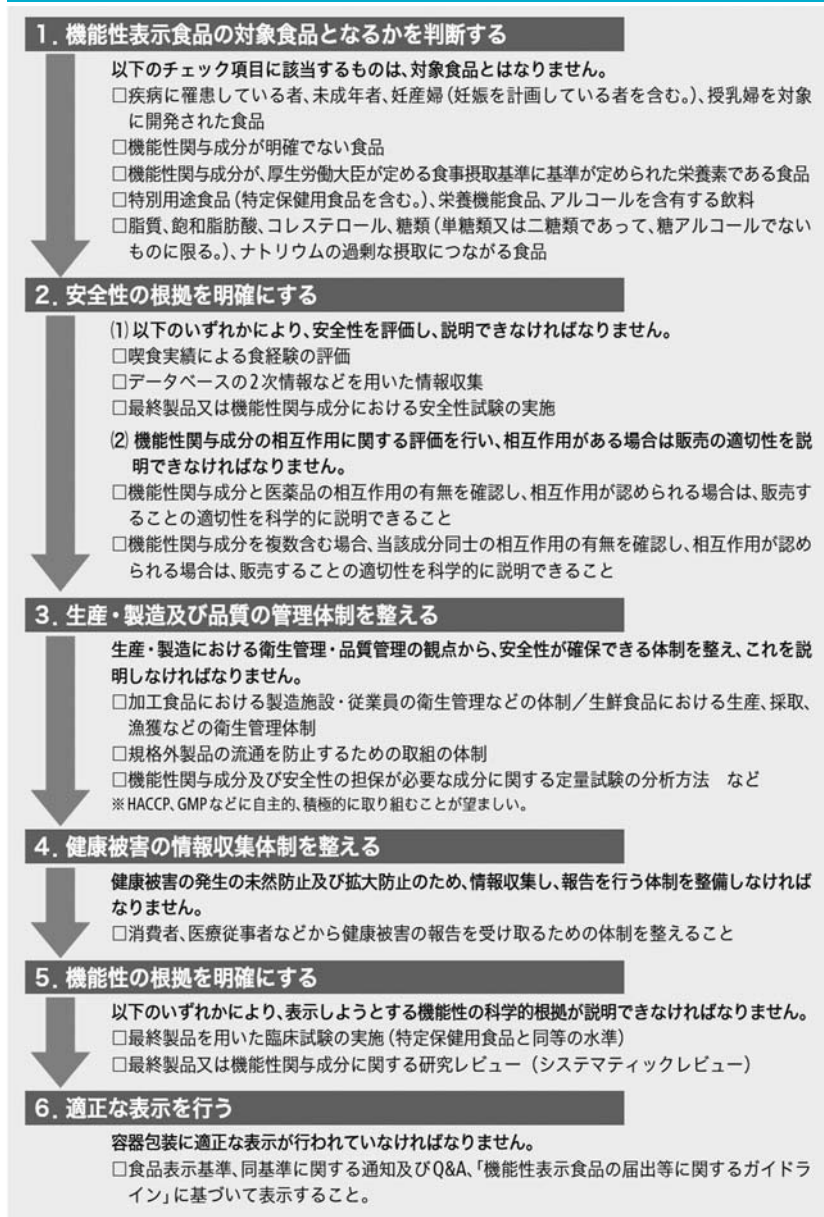 1. 機能性表示食品の対象食品となるかを判断する
以下のチェック項目に該当するものは、対象食品とはなりません。
□疾病に罹患している者、未成年者、妊産婦(妊娠を計画している者を含む。)、授乳婦を対象
に開発された食品
□機能性関与成分が明確でない食品
□機能性関与成分が、厚生労働大臣が定める食事摂取基準に基準が定められた栄養素である食品
□特別用途食品(特定保健用食品を含む。)、栄養機能食品、アルコールを含有する飲料
□脂質、飽和脂肪酸、コレステロール、糖類(単糖類又は二糖類であって、糖アルコールでない
ものに限る。)、ナトリウムの過剰な摂取につながる食品
2. 安全性の根拠を明確にする
⑴ 以下のいずれかにより、安全性を評価し、説明できなければなりません。
□喫食実績による食経験の評価
□データベースの2次情報などを用いた情報収集
□最終製品又は機能性関与成分における安全性試験の実施
⑵ 機能性関与成分の相互作用に関する評価を行い、相互作用がある場合は販売の適切性を説
明できなければなりません。
□機能性関与成分と医薬品の相互作用の有無を確認し、相互作用が認められる場合は、販売す
ることの適切性を科学的に説明できること
□機能性関与成分を複数含む場合、当該成分同士の相互作用の有無を確認し、相互作用が認め
られる場合は、販売することの適切性を科学的に説明できること
3. 生産・製造及び品質の管理体制を整える
生産・製造における衛生管理・品質管理の観点から、安全性が確保できる体制を整え、これを説
明しなければなりません。
□加工食品における製造施設・従業員の衛生管理などの体制/生鮮食品における生産、採取、
漁獲などの衛生管理体制
□規格外製品の流通を防止するための取組の体制
□機能性関与成分及び安全性の担保が必要な成分に関する定量試験の分析方法 など
※HACCP、GMPなどに自主的、積極的に取り組むことが望ましい。
4. 健康被害の情報収集体制を整える
健康被害の発生の未然防止及び拡大防止のため、情報収集し、報告を行う体制を整備しなければ
なりません。
□消費者、医療従事者などから健康被害の報告を受け取るための体制を整えること
5. 機能性の根拠を明確にする
以下のいずれかにより、表示しようとする機能性の科学的根拠が説明できなければなりません。
□最終製品を用いた臨床試験の実施(特定保健用食品と同等の水準)
□最終製品又は機能性関与成分に関する研究レビュー(システマティックレビュー)
6. 適正な表示を行う
容器包装に適正な表示が行われていなければなりません。
□食品表示基準、同基準に関する通知及びQ&A、「機能性表示食品の届出等に関するガイドラ
イン」に基づいて表示すること。